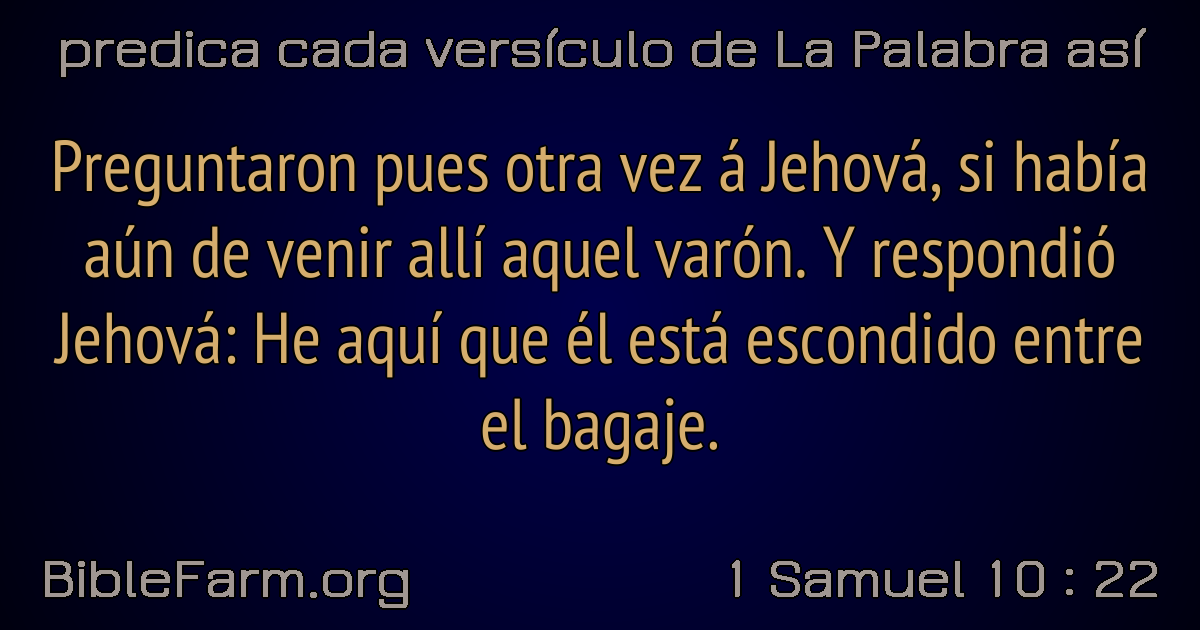 predica cada versículo de La Palabra así
Preguntaron pues otra vez á Jehová, si había
aún de venir allí aquel varón. Y respondió
Jehová: He aquí que él está escondido entre
el bagaje.
BibleFarm.org
1 Samuel 10 : 22